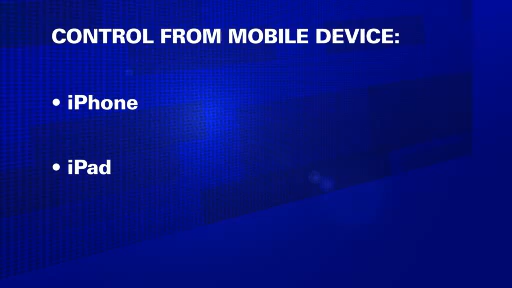 CONTROL FROM MOBILE DEVICE:
• iPhone
• iPad